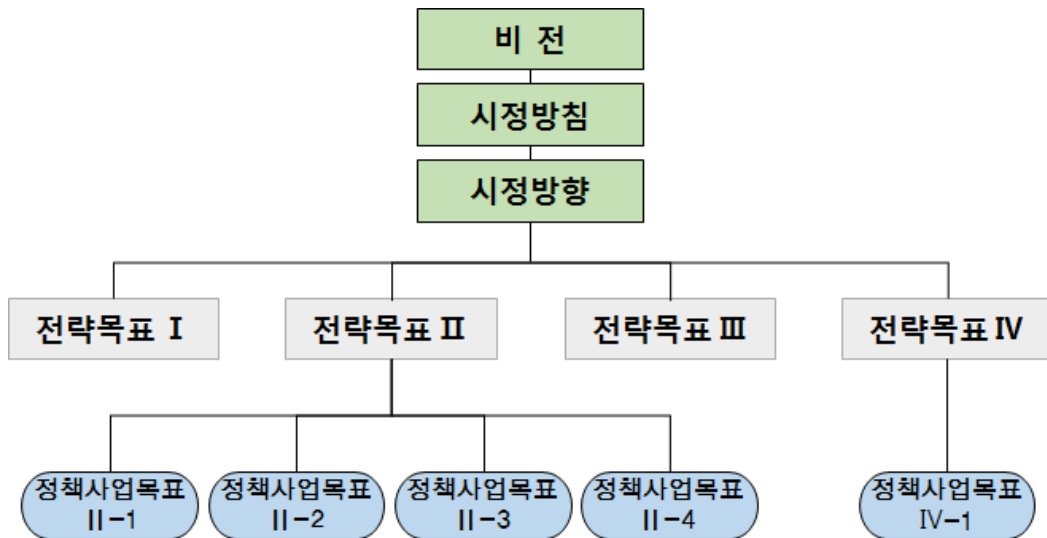 비 전
시정방침
시정방향
전략목표 Ⅰ
전략목표 Ⅱ
전략목표 Ⅲ
전략목표 Ⅳ
정책사업목표
Ⅱ-1
정책사업목표
Ⅱ-2
정책사업목표
Ⅱ-3
정책사업목표
Ⅱ-4
정책사업목표
Ⅳ-1